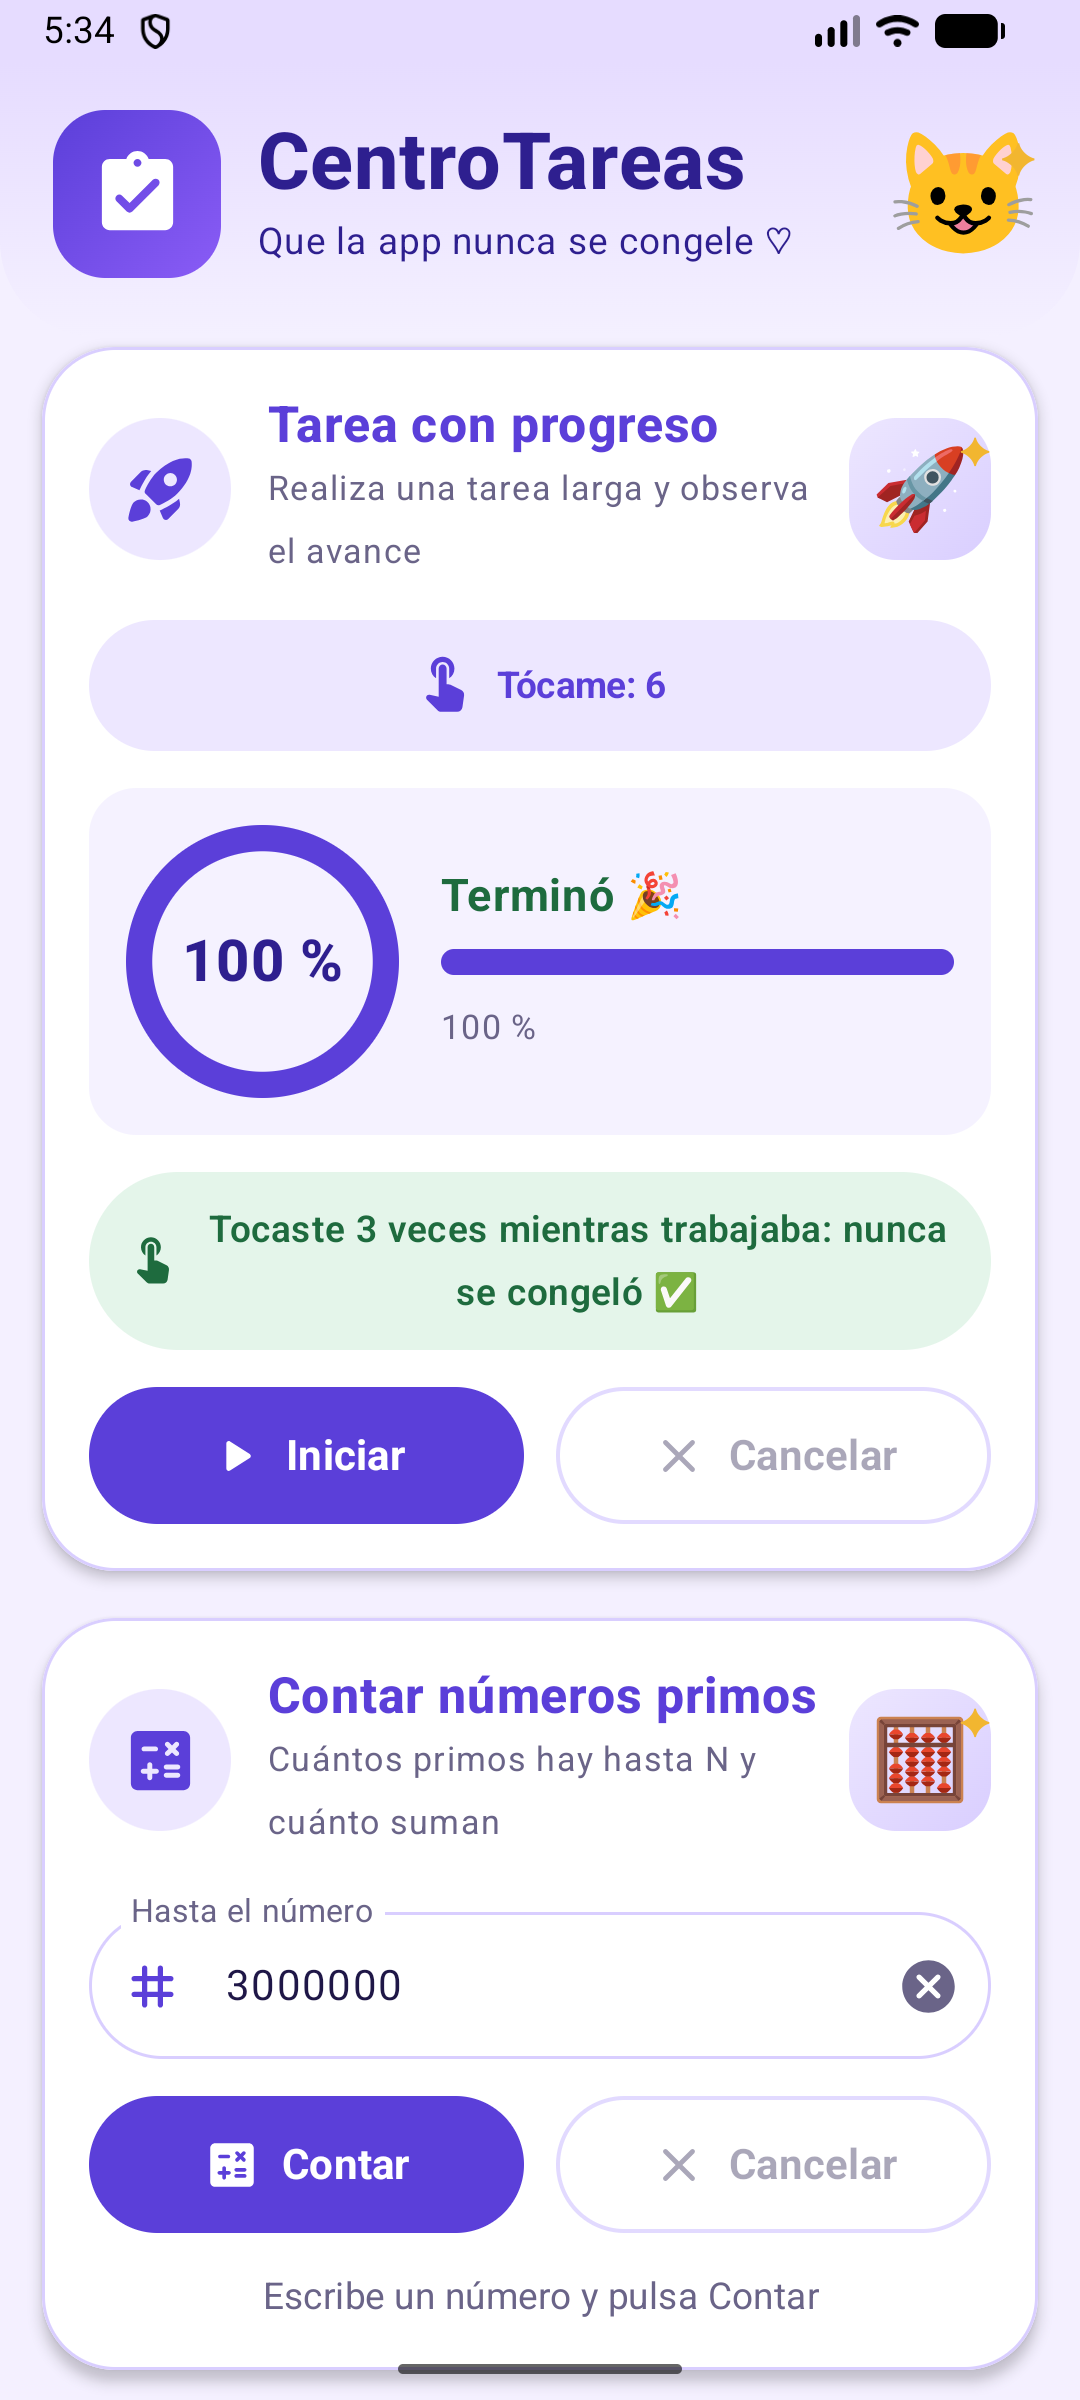 5:34
CentroTareas
Que la app nunca se congele ♡
Tarea con progreso
Realiza una tarea larga y observa
el avance
Tócame: 6
100 %
Terminó 🎉
100 %
Tocaste 3 veces mientras trabajaba: nunca
se congeló ✅
Iniciar
Cancelar
Contar números primos
Cuántos primos hay hasta N y
cuánto suman
Hasta el número
3000000
Contar
Cancelar
Escribe un número y pulsa Contar